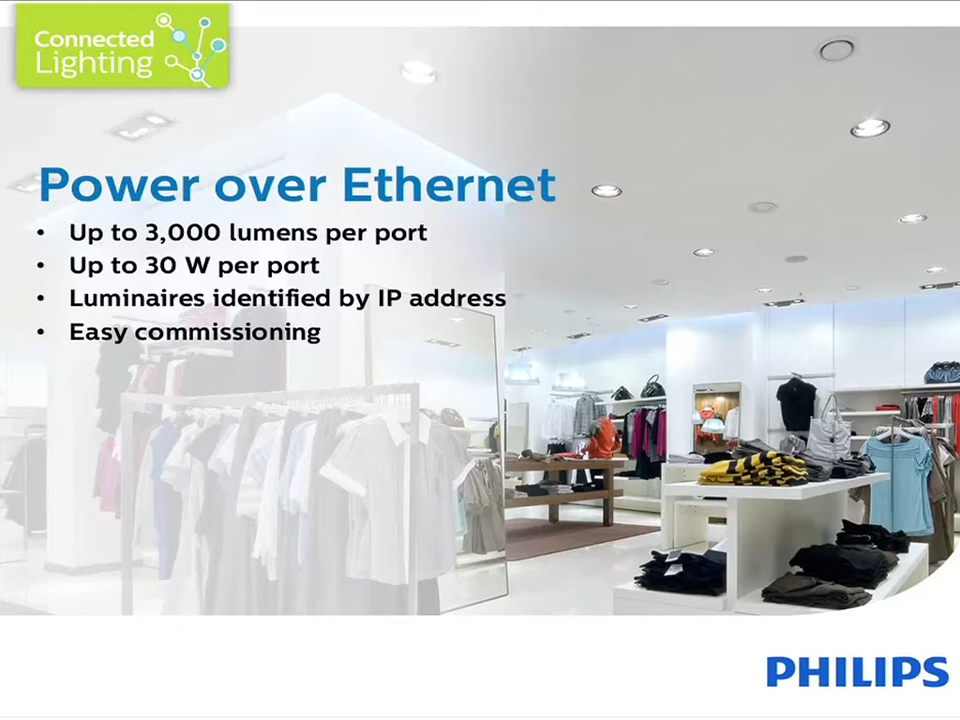 Connected
Lighting
Power over Ethernet
• Up to 3,000 lumens per port
• Up to 30 W per port
• Luminaires identified by IP address
• Easy commissioning
PHILIPS